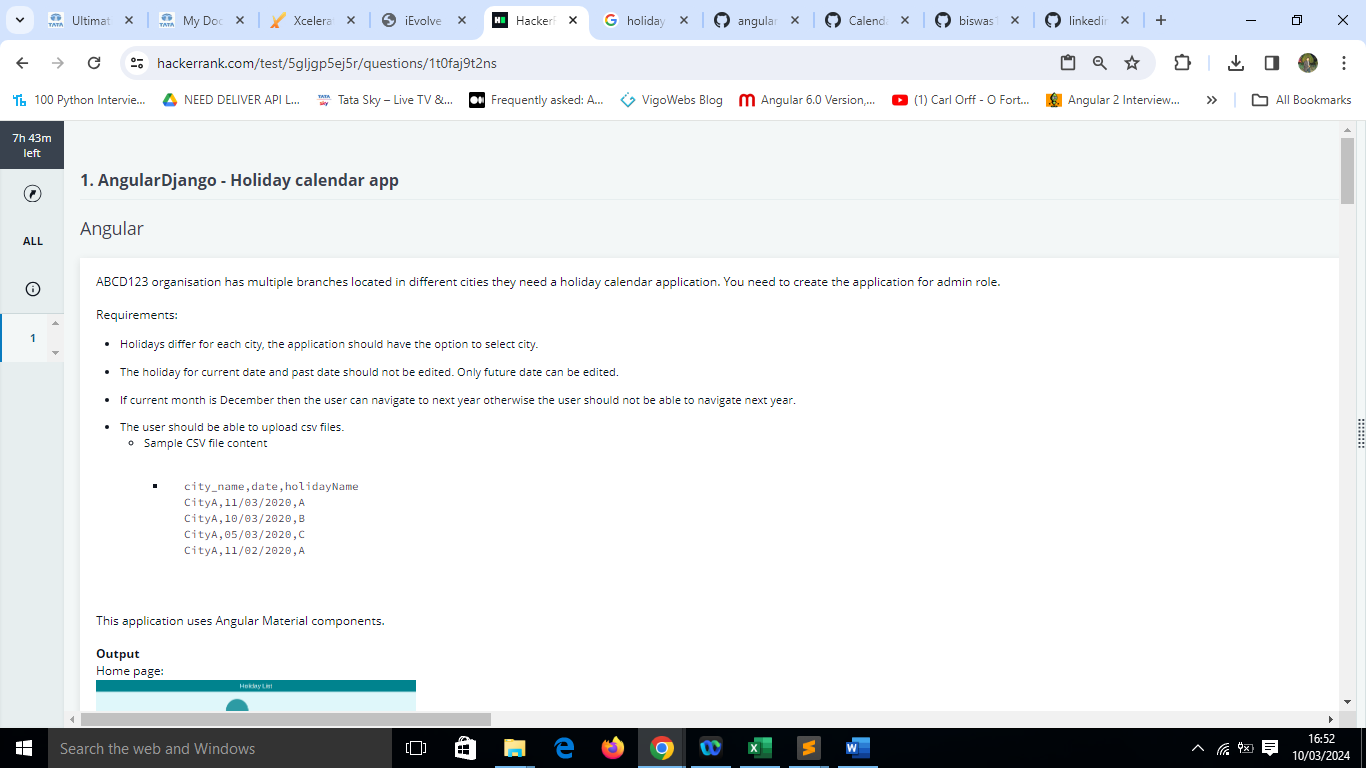 Ultimat
My Doc
Xcelera
iEvolve
HackerR
holiday
angular
Calenda
biswas1
linkedin
hackerrank.com/test/5gljgp5ej5r/questions/1t0faj9t2ns
100 Python Intervie...
NEED DELIVER API L...
Tata Sky – Live TV &...
Frequently asked: A...
VigoWebs Blog
Angular 6.0 Version,...
(1) Carl Orff - O Fort...
Angular 2 Interview...
All Bookmarks
7h 43m
left
ALL
1
1. AngularDjango - Holiday calendar app
Angular
ABCD123 organisation has multiple branches located in different cities they need a holiday calendar application. You need to create the application for admin role.
Requirements:
Holidays differ for each city, the application should have the option to select city.
The holiday for current date and past date should not be edited. Only future date can be edited.
If current month is December then the user can navigate to next year otherwise the user should not be able to navigate next year.
The user should be able to upload csv files.
Sample CSV file content
city_name,date,holidayName
CityA,11/03/2020,A
CityA,10/03/2020,B
CityA,05/03/2020,C
CityA,11/02/2020,A
This application uses Angular Material components.
Output
Home page:
Holiday List
Search the web and Windows
16:52
10/03/2024